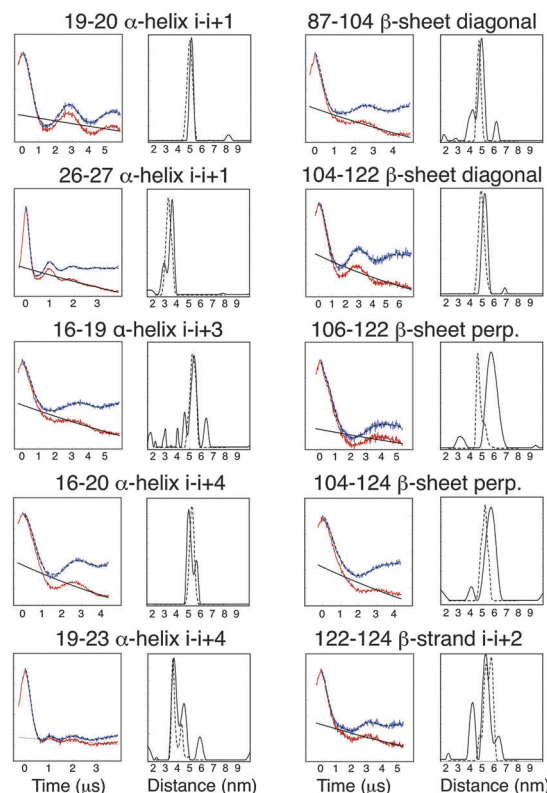 19-20 α-helix i-i+1
87-104 β-sheet diagonal
0 1 2 3 4 5
2 3 4 5 6 7 8 9
0 1 2 3 4
2 3 4 5 6 7 8 9
26-27 α-helix i-i+1
104-122 β-sheet diagonal
0 1 2 3
2 3 4 5 6 7 8 9
0 1 2 3 4 5 6
2 3 4 5 6 7 8 9
16-19 α-helix i-i+3
106-122 β-sheet perp.
0 1 2 3 4
2 3 4 5 6 7 8 9
0 1 2 3 4 5
2 3 4 5 6 7 8 9
16-20 α-helix i-i+4
104-124 β-sheet perp.
0 1 2 3 4
2 3 4 5 6 7 8 9
0 1 2 3 4
2 3 4 5 6 7 8 9
19-23 α-helix i-i+4
122-124 β-strand i-i+2
0 1 2 3
2 3 4 5 6 7 8 9
0 1 2 3 4 5
2 3 4 5 6 7 8 9
Time (μs)
Distance (nm)
Time (μs)
Distance (nm)